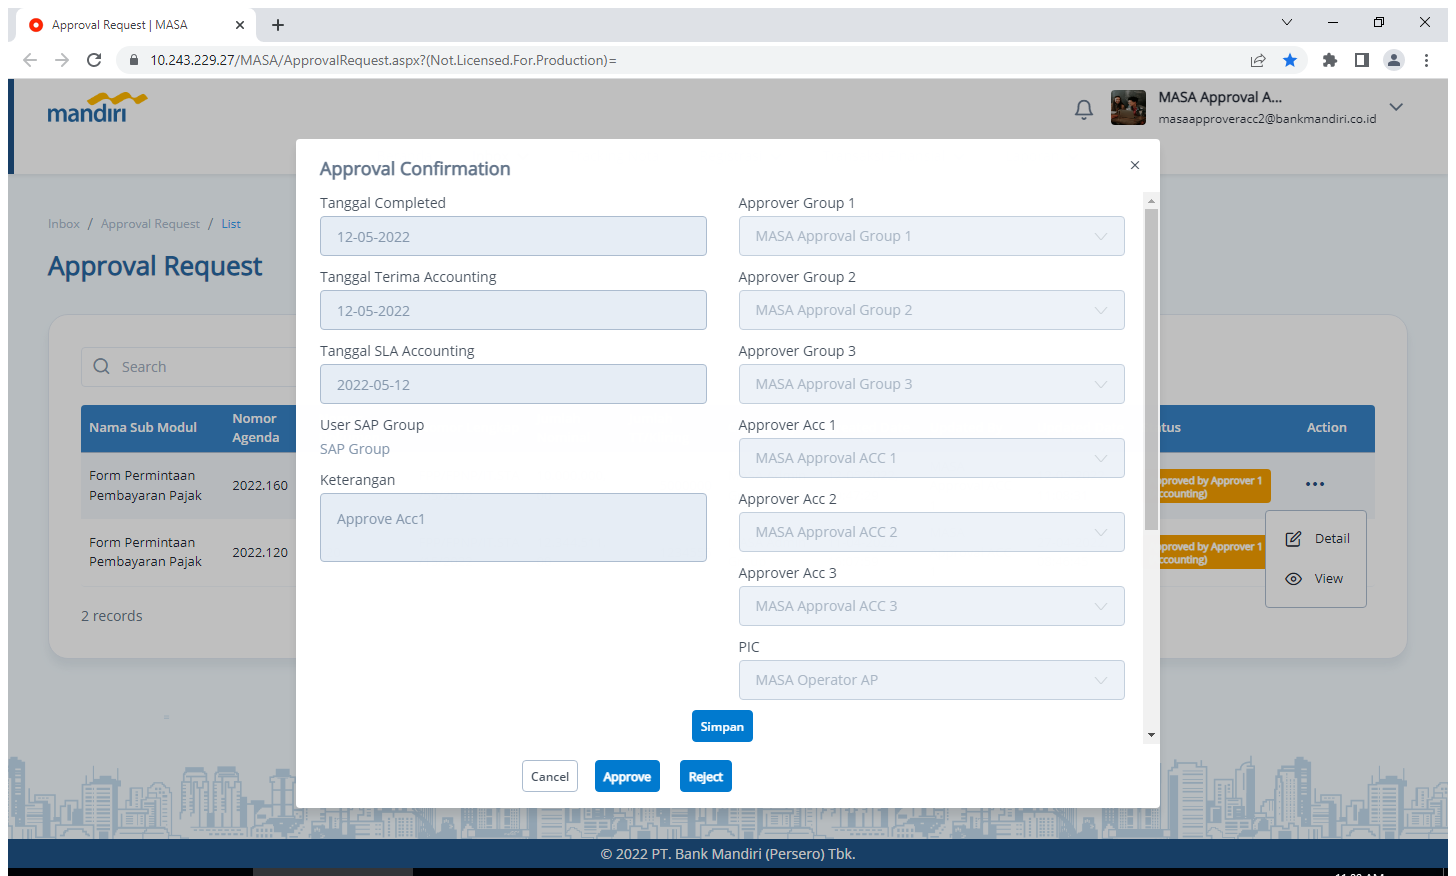 Approval Request | MASA
10.243.229.27/MASA/ApprovalRequest.aspx?(Not.Licensed.For.Production)=
mandiri
MASA Approval A...
masaapproveracc2@bankmandiri.co.id
Inbox / Approval Request / List
Approval Request
Search
Nama Sub Modul
Nomor
Agenda
Form Permintaan
Pembayaran Pajak
2022.160
Form Permintaan
Pembayaran Pajak
2022.120
2 records
Approval Confirmation
Tanggal Completed
12-05-2022
Tanggal Terima Accounting
12-05-2022
Tanggal SLA Accounting
2022-05-12
User SAP Group
SAP Group
Keterangan
Approve Acc1
Approver Group 1
MASA Approval Group 1
Approver Group 2
MASA Approval Group 2
Approver Group 3
MASA Approval Group 3
Approver Acc 1
MASA Approval ACC 1
Approver Acc 2
MASA Approval ACC 2
Approver Acc 3
MASA Approval ACC 3
PIC
MASA Operator AP
Simpan
Cancel
Approve
Reject
tus
Action
proved by Approver 1
ccounting)
proved by Approver 1
ccounting)
Detail
View
© 2022 PT. Bank Mandiri (Persero) Tbk.